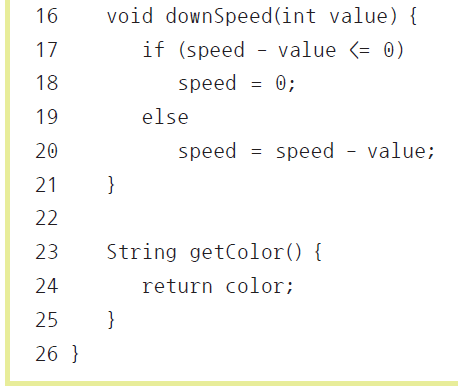 16 void downSpeed(int value) {
17 if (speed - value <= 0)
18 speed = 0;
19 else
20 speed = speed - value;
21 }
22
23 String getColor() {
24 return color;
25 }
26 }